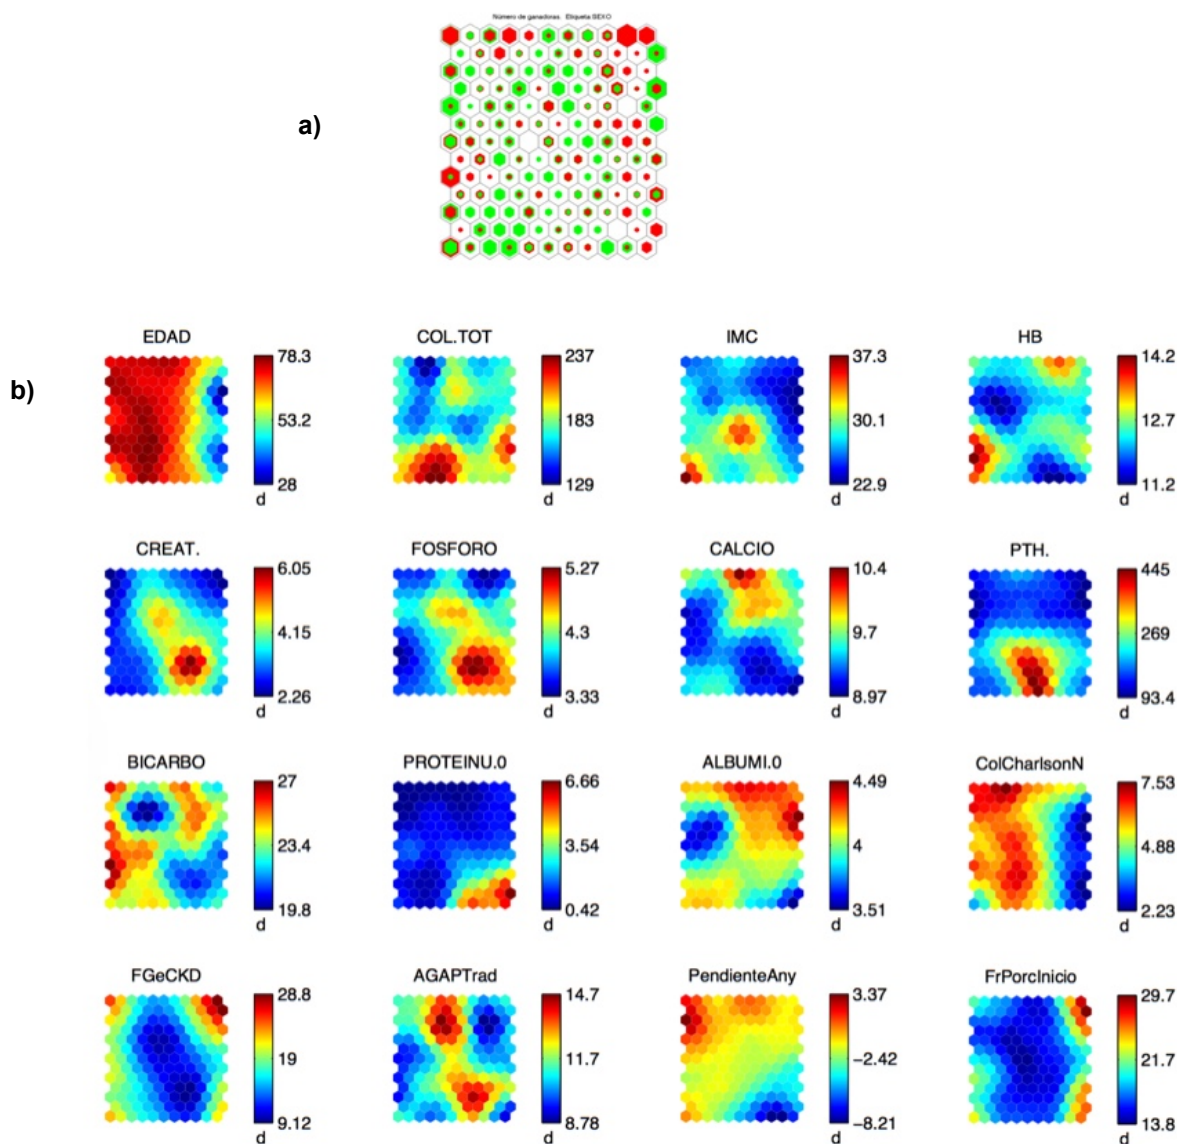 Número de ganadoras. Etiqueta SEXO
a)
b)
EDAD
78.3
53.2
28
d
COL.TOT
237
183
129
d
IMC
37.3
30.1
22.9
d
HB
14.2
12.7
11.2
d
CREAT.
6.05
4.15
2.26
d
FOSFORO
5.27
4.3
3.33
d
CALCIO
10.4
9.7
8.97
d
PTH.
445
269
93.4
d
BICARBO
27
23.4
19.8
d
PROTEINU.0
6.66
3.54
0.42
d
ALBUMI.0
4.49
4
3.51
d
ColCharlsonN
7.53
4.88
2.23
d
FGeCKD
28.8
19
9.12
d
AGAPTrad
14.7
11.7
8.78
d
PendienteAny
3.37
−2.42
−8.21
d
FrPorcInicio
29.7
21.7
13.8
d